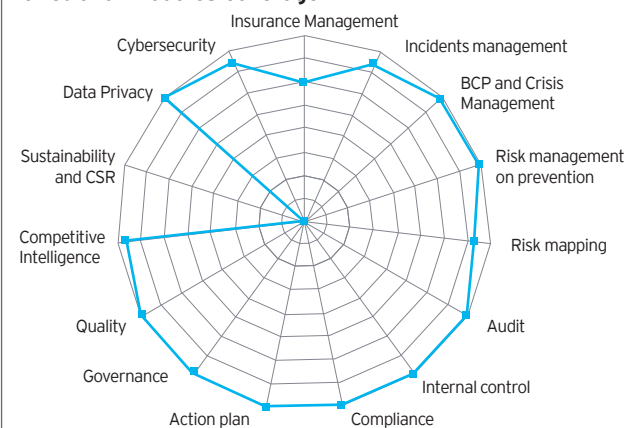 Insurance Management
Cybersecurity
Incidents management
Data Privacy
BCP and Crisis
Management
Sustainability
and CSR
Risk management
on prevention
Competitive
Intelligence
Risk mapping
Quality
Audit
Governance
Internal control
Action plan
Compliance